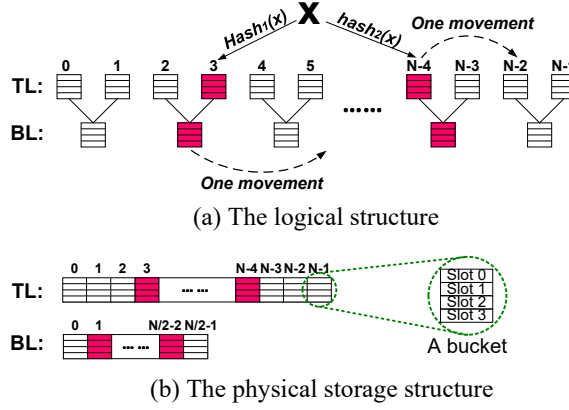 X
Hash₁(x) hash₂(x) One movement
0 1 2 3 4 5 N-4 N-3 N-2 N-1
TL:
......
BL:
One movement
(a) The logical structure
0 1 2 3 N-4 N-3 N-2 N-1
TL: ... ...
Slot 0
Slot 1
Slot 2
Slot 3
0 1 N/2-2 N/2-1
BL: ... ...
A bucket
(b) The physical storage structure